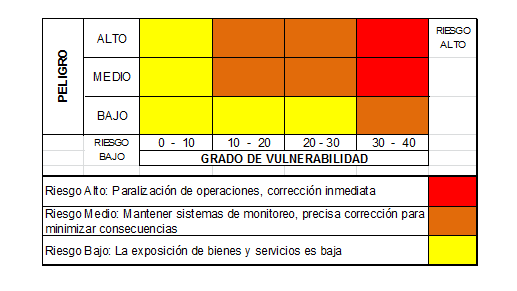 PELIGRO
ALTO
RIESGO
ALTO
MEDIO
BAJO
RIESGO
BAJO
0 - 10
10 - 20
20 - 30
30 - 40
GRADO DE VULNERABILIDAD
Riesgo Alto: Paralización de operaciones, corrección inmediata
Riesgo Medio: Mantener sistemas de monitoreo, precisa corrección para
minimizar consecuencias
Riesgo Bajo: La exposición de bienes y servicios es baja